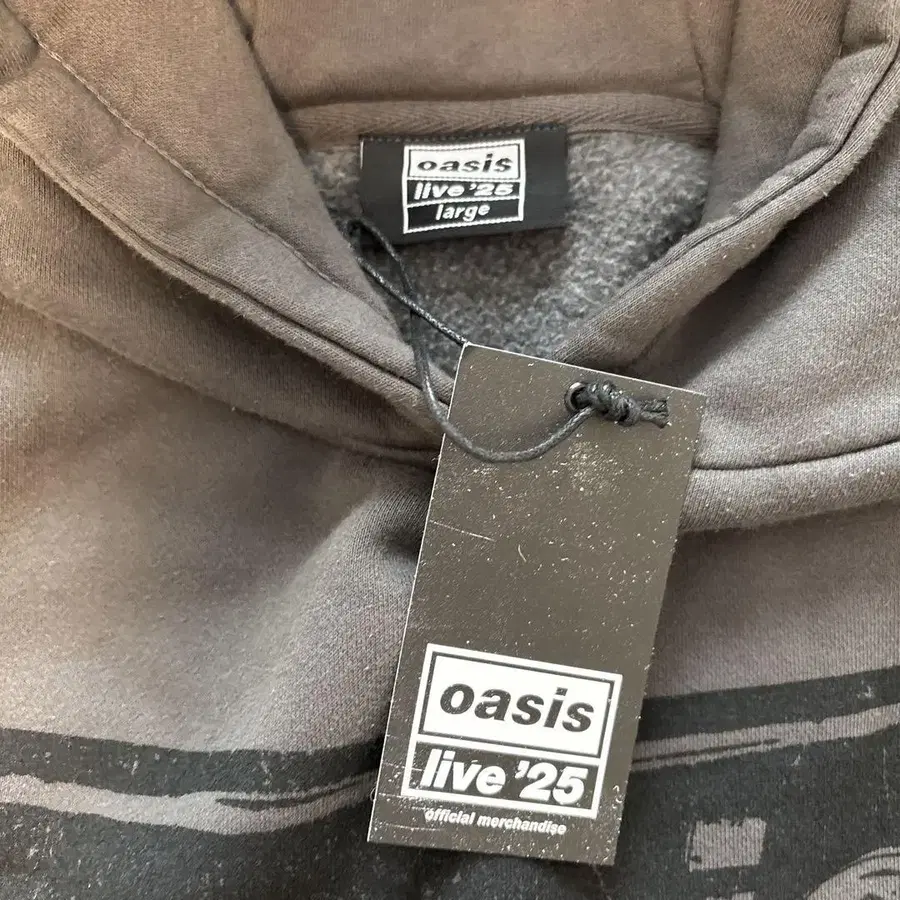 oasis
live '25
large
oasis
live '25
official merchandise